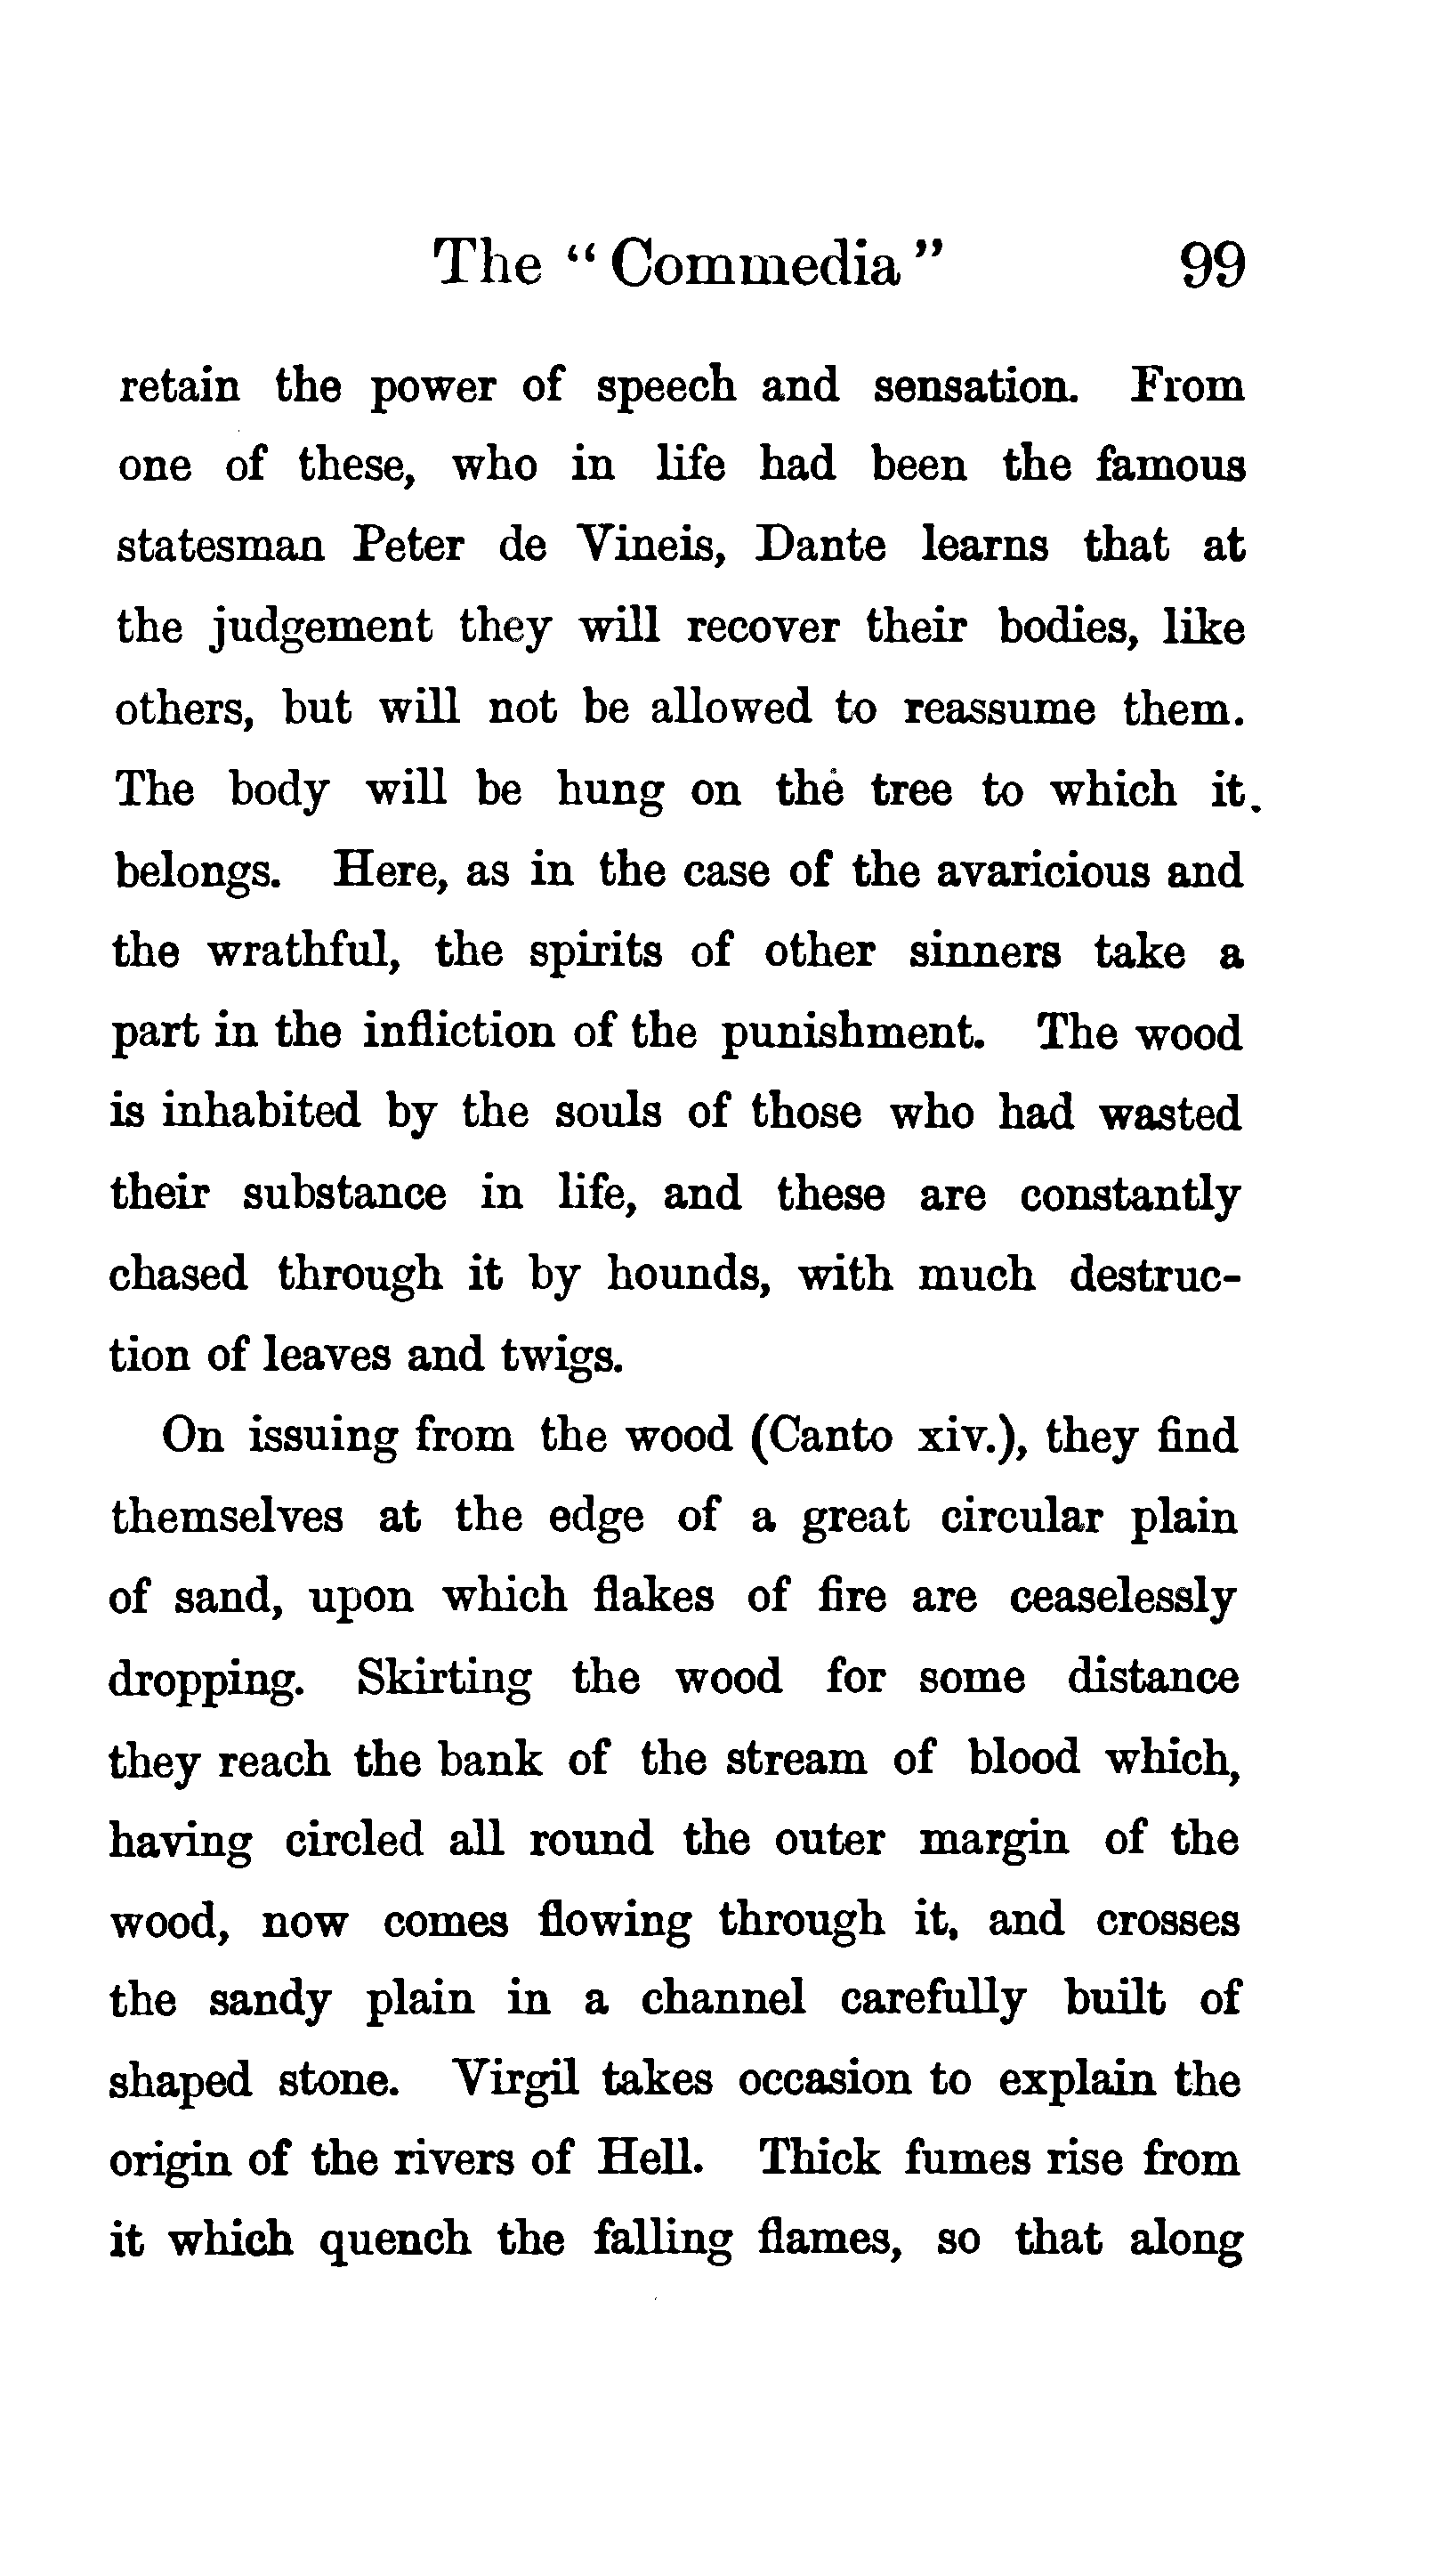 The “Commedia” 99
retain the power of speech and sensation. From
one of these, who in life had been the famous
statesman Peter de Vineis, Dante learns that at
the judgement they will recover their bodies, like
others, but will not be allowed to reassume them.
The body will be hung on the tree to which it
belongs. Here, as in the case of the avaricious and
the wrathful, the spirits of other sinners take a
part in the infliction of the punishment. The wood
is inhabited by the souls of those who had wasted
their substance in life, and these are constantly
chased through it by hounds, with much destruc-
tion of leaves and twigs.
On issuing from the wood (Canto xiv.), they find
themselves at the edge of a great circular plain
of sand, upon which flakes of fire are ceaselessly
dropping. Skirting the wood for some distance
they reach the bank of the stream of blood which,
having circled all round the outer margin of the
wood, now comes flowing through it, and crosses
the sandy plain in a channel carefully built of
shaped stone. Virgil takes occasion to explain the
origin of the rivers of Hell. Thick fumes rise from
it which quench the falling flames, so that along